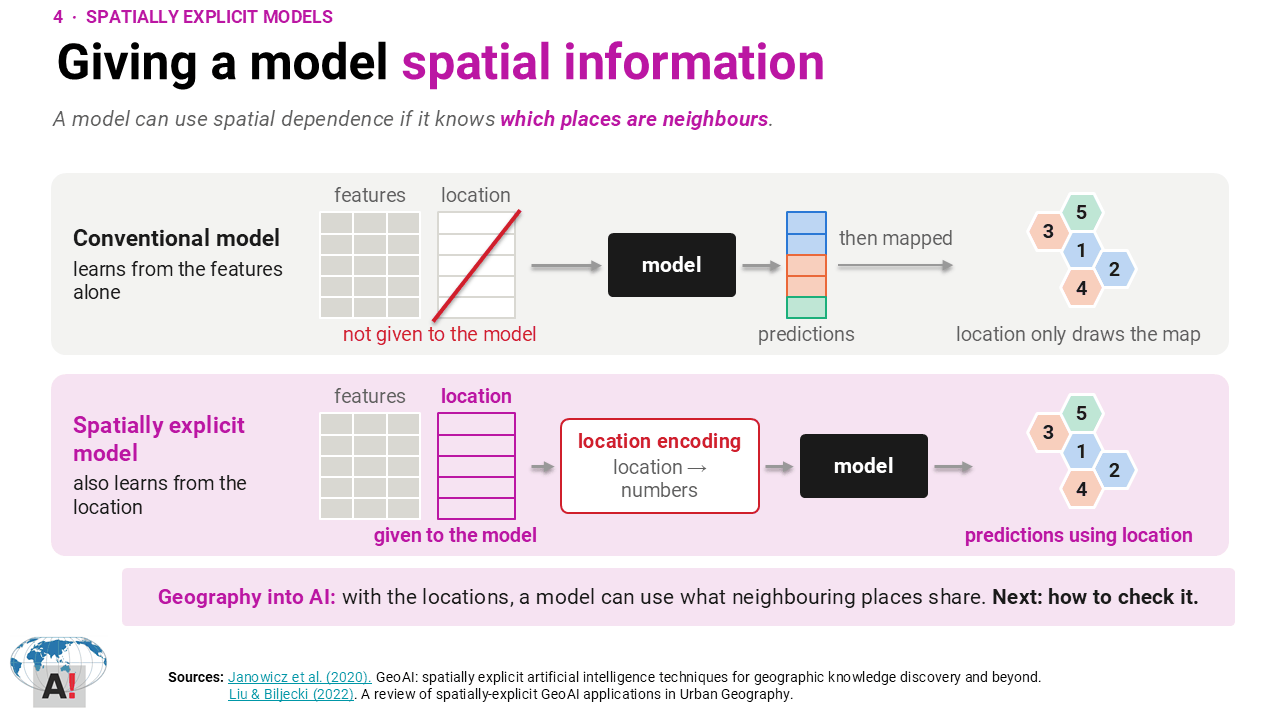 4 · SPATIALLY EXPLICIT MODELS
Giving a model spatial information
A model can use spatial dependence if it knows which places are neighbours.
features
location
Conventional model
learns from the features
alone
not given to the model
model
predictions
then mapped
5
3
1
2
4
location only draws the map
features
location
Spatially explicit
model
also learns from the
location
given to the model
location encoding
location →
numbers
model
5
3
1
2
4
predictions using location
Geography into AI: with the locations, a model can use what neighbouring places share. Next: how to check it.
A!
Sources: Janowicz et al. (2020). GeoAI: spatially explicit artificial intelligence techniques for geographic knowledge discovery and beyond.
Liu & Biljecki (2022). A review of spatially-explicit GeoAI applications in Urban Geography.